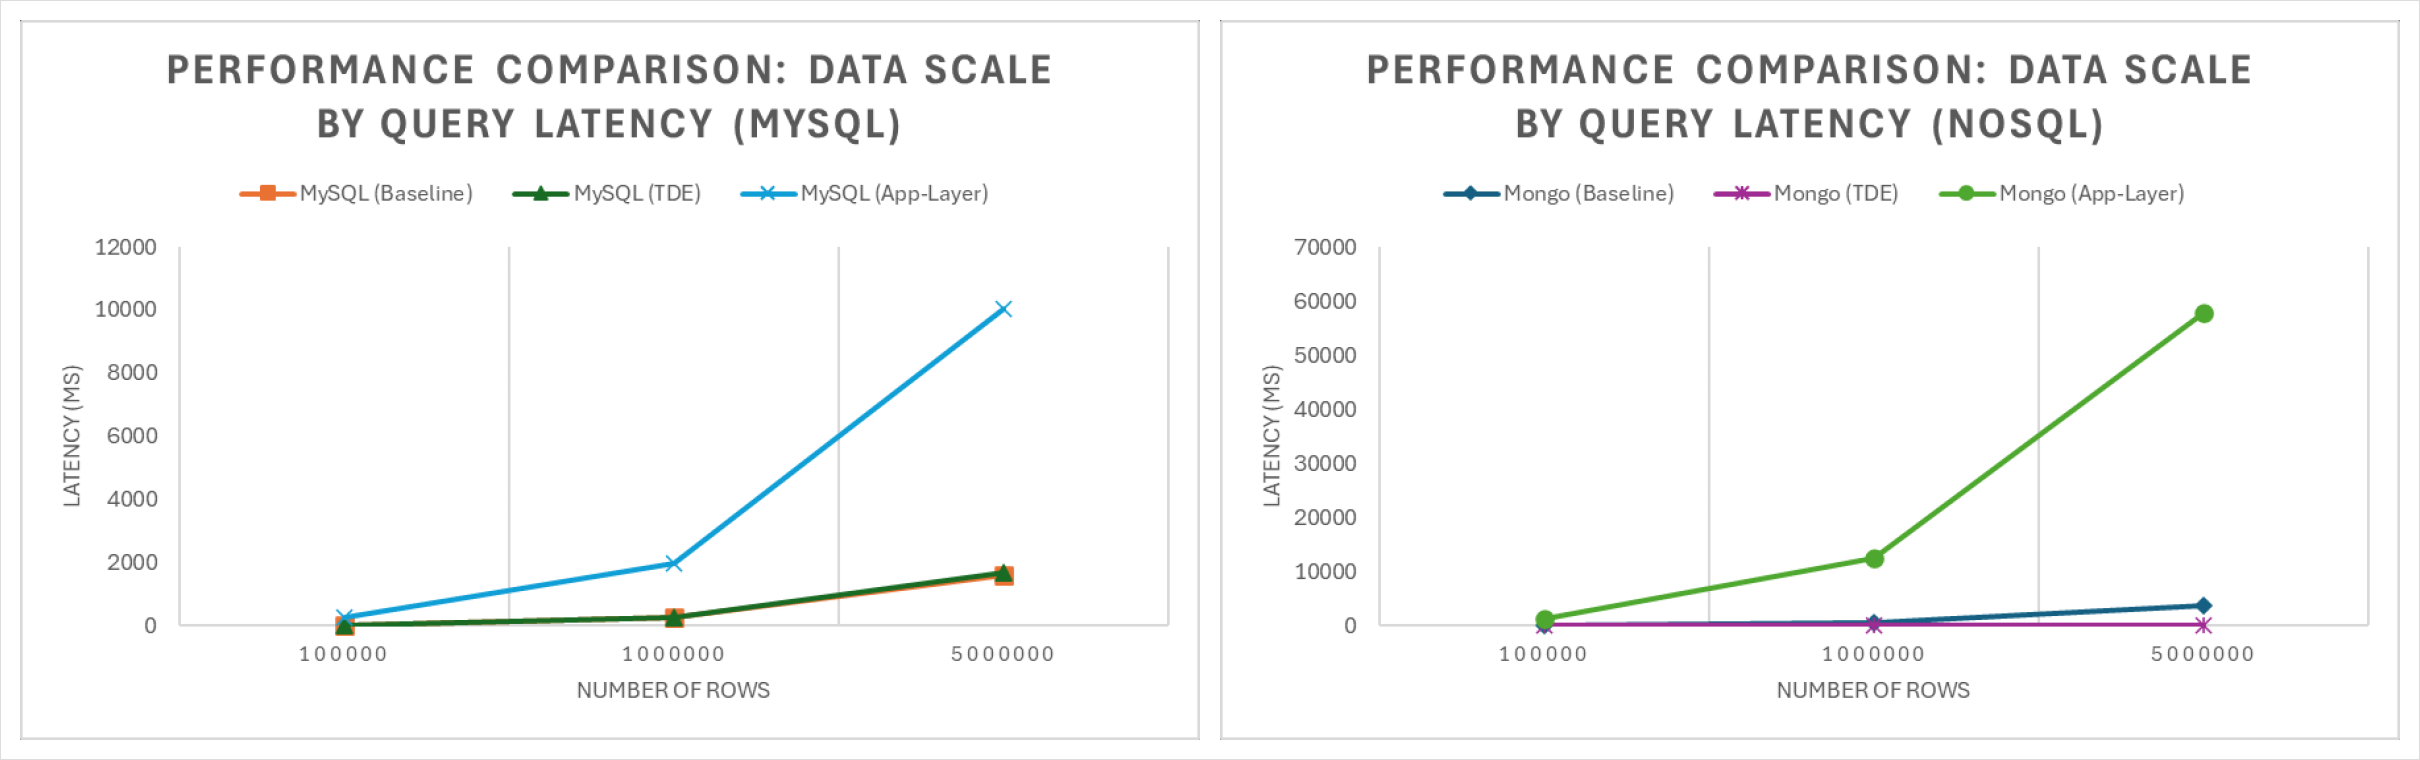 PERFORMANCE COMPARISON: DATA SCALE
BY QUERY LATENCY (MYSQL)
MySQL (Baseline) MySQL (TDE) MySQL (App-Layer)
12000
10000
8000
6000
4000
2000
0
LATENCY (MS)
100000 1000000 5000000
NUMBER OF ROWS
PERFORMANCE COMPARISON: DATA SCALE
BY QUERY LATENCY (NOSQL)
Mongo (Baseline) Mongo (TDE) Mongo (App-Layer)
70000
60000
50000
40000
30000
20000
10000
0
LATENCY (MS)
100000 1000000 5000000
NUMBER OF ROWS